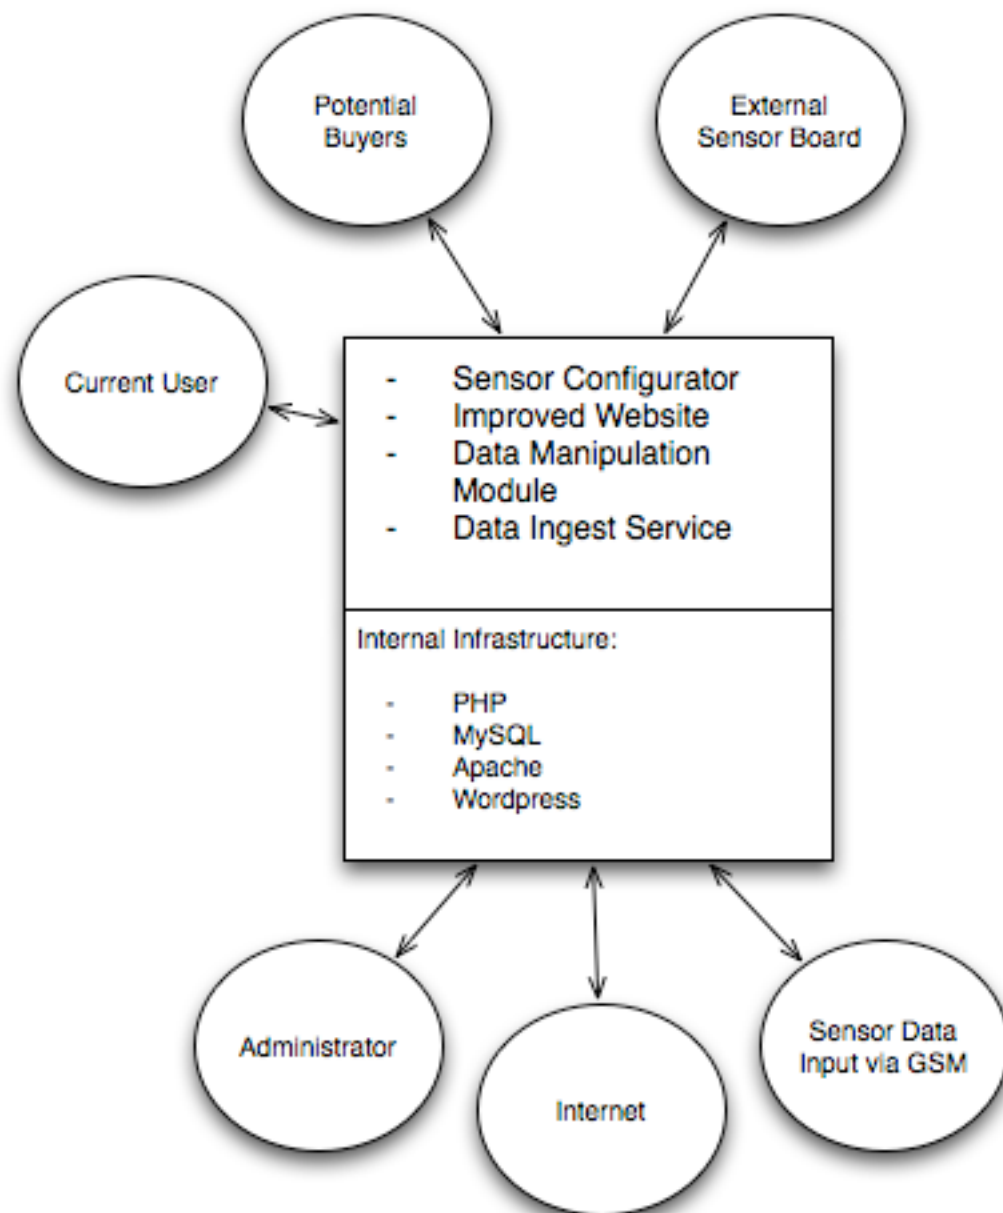 Potential
Buyers
External
Sensor Board
Current User
- Sensor Configurator
- Improved Website
- Data Manipulation
Module
- Data Ingest Service
Internal Infrastructure:
- PHP
- MySQL
- Apache
- Wordpress
Administrator
Internet
Sensor Data
Input via GSM